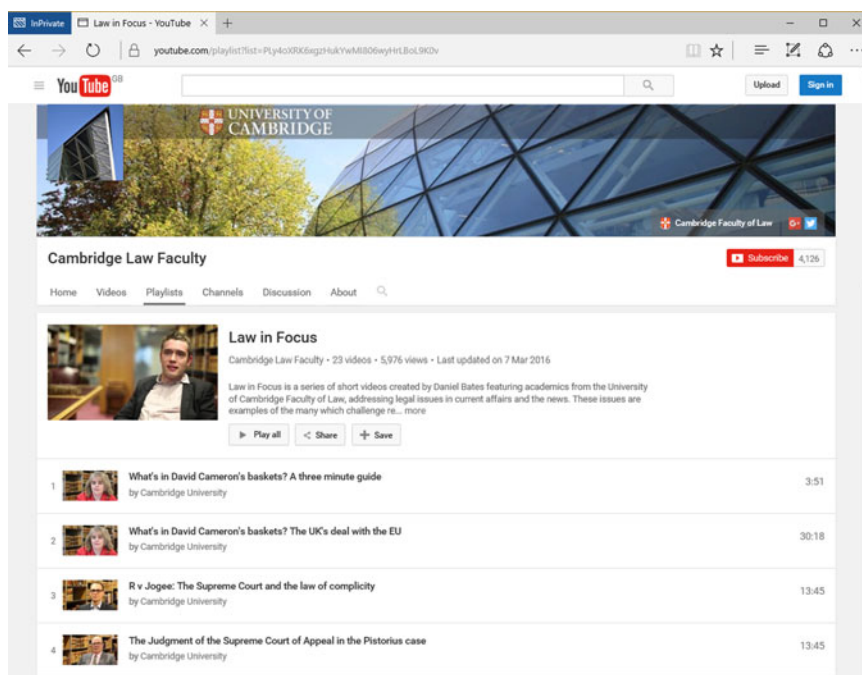 InPrivate
Law in Focus - YouTube
youtube.com/playlist?list=PLy4oXRK6xgzHukYwMI806wyHrLBoL9K0v
YouTube GB
Upload
Sign in
UNIVERSITY OF
CAMBRIDGE
Cambridge Faculty of Law
G+
Cambridge Law Faculty
Subscribe 4,126
Home Videos Playlists Channels Discussion About
Law in Focus
Cambridge Law Faculty • 23 videos • 5,976 views • Last updated on 7 Mar 2016
Law in Focus is a series of short videos created by Daniel Bates featuring academics from the University
of Cambridge Faculty of Law, addressing legal issues in current affairs and the news. These issues are
examples of the many which challenge re... more
Play all
Share
Save
1
What's in David Cameron's baskets? A three minute guide
by Cambridge University
3:51
2
What's in David Cameron's baskets? The UK's deal with the EU
by Cambridge University
30:18
3
R v Jogee: The Supreme Court and the law of complicity
by Cambridge University
13:45
4
The Judgment of the Supreme Court of Appeal in the Pistorius case
by Cambridge University
13:45